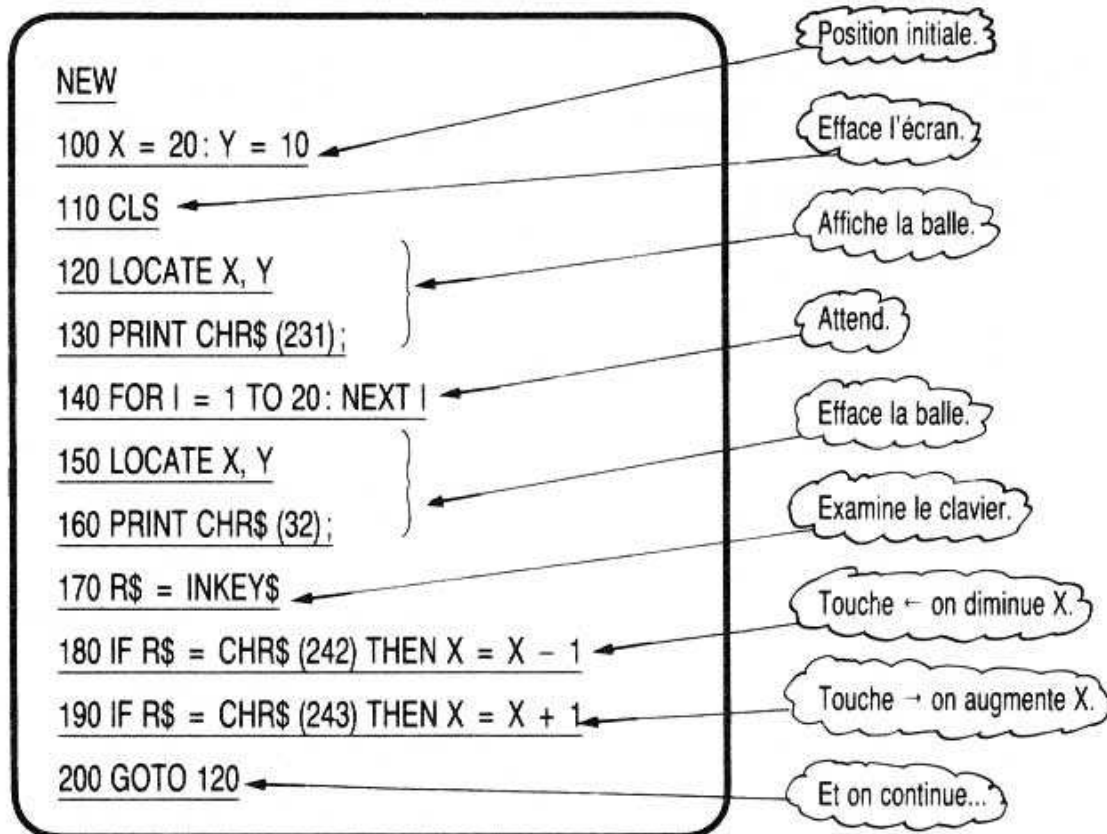 NEW
100 X = 20 : Y = 10
110 CLS
120 LOCATE X, Y
130 PRINT CHR$ (231) ;
140 FOR I = 1 TO 20 : NEXT I
150 LOCATE X, Y
160 PRINT CHR$ (32) ;
170 R$ = INKEY$
180 IF R$ = CHR$ (242) THEN X = X – 1
190 IF R$ = CHR$ (243) THEN X = X + 1
200 GOTO 120
Position initiale.
Efface l'écran.
Affiche la balle.
Attend.
Efface la balle.
Examine le clavier.
Touche ← on diminue X.
Touche → on augmente X.
Et on continue...